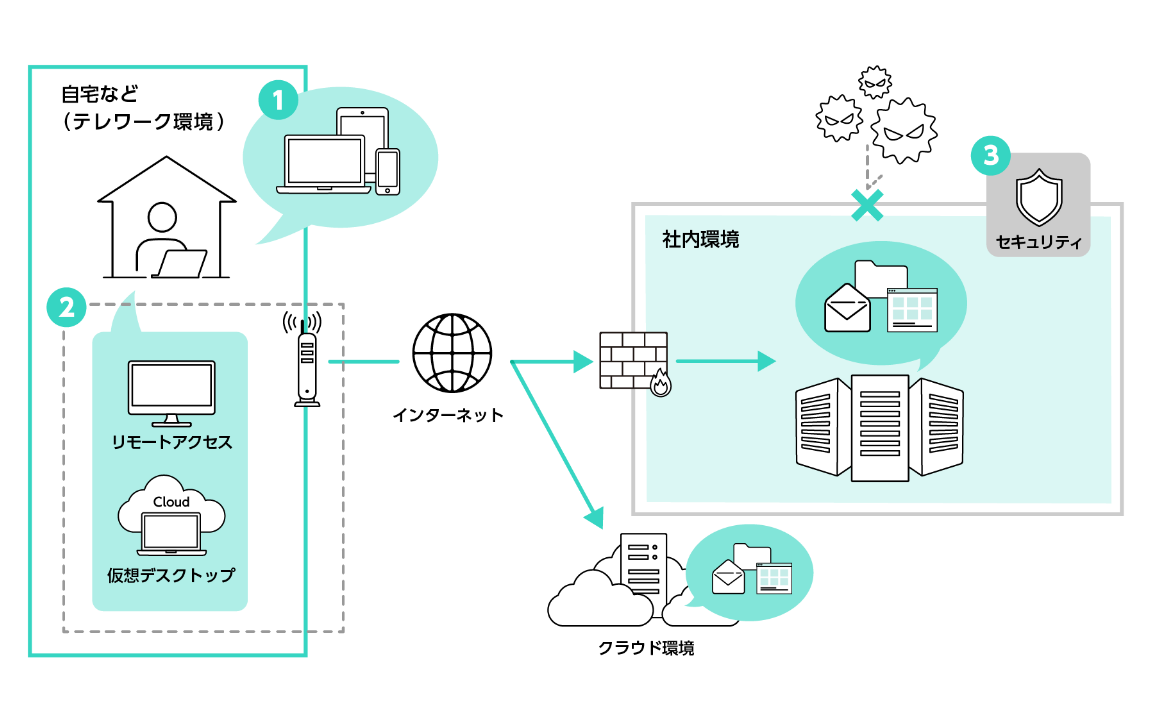 自宅など
（テレワーク環境）
1
2
リモートアクセス
Cloud
仮想デスクトップ
インターネット
3
セキュリティ
社内環境
クラウド環境